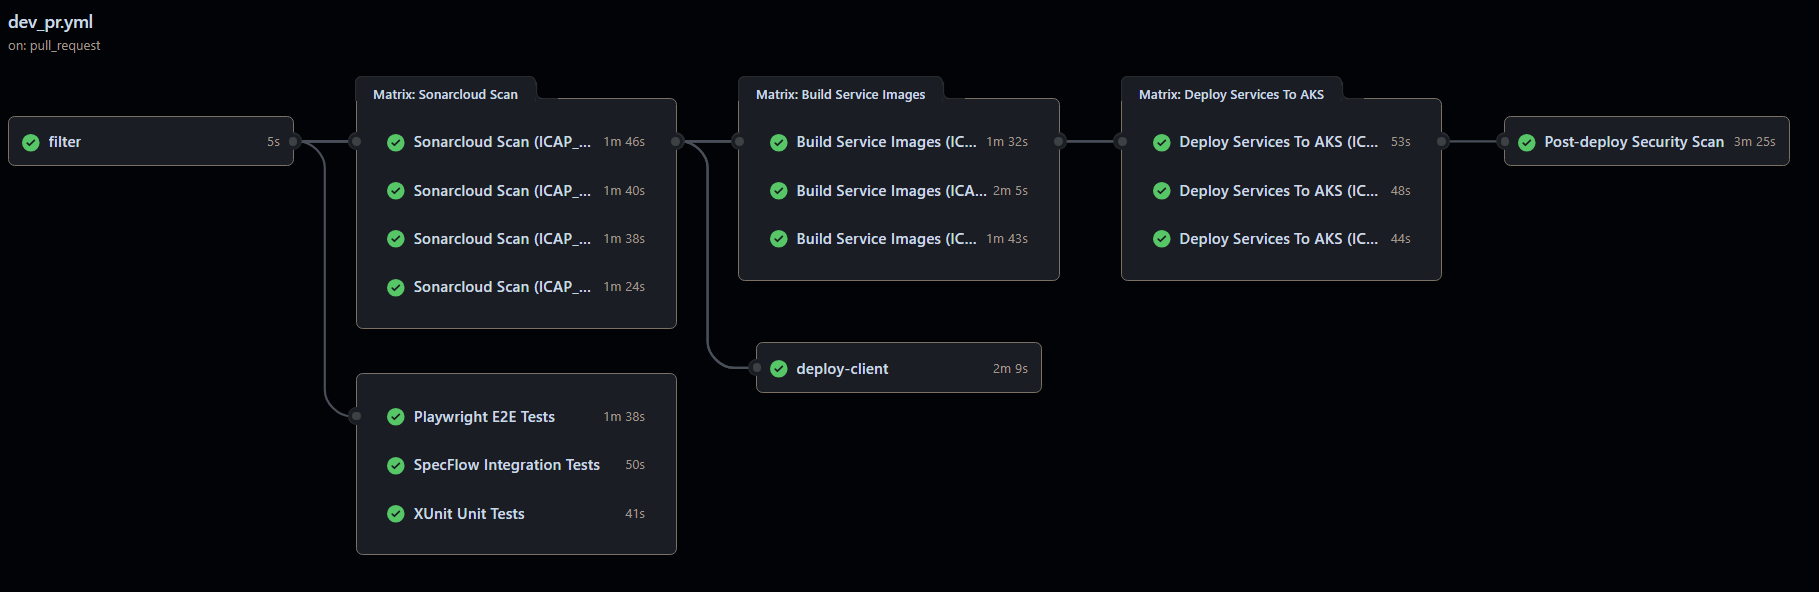 dev_pr.yml
on: pull_request
filter 5s
Matrix: Sonarcloud Scan
Sonarcloud Scan (ICAP_... 1m 46s
Sonarcloud Scan (ICAP_... 1m 40s
Sonarcloud Scan (ICAP_... 1m 38s
Sonarcloud Scan (ICAP_... 1m 24s
Playwright E2E Tests 1m 38s
SpecFlow Integration Tests 50s
XUnit Unit Tests 41s
Matrix: Build Service Images
Build Service Images (IC... 1m 32s
Build Service Images (ICA... 2m 5s
Build Service Images (IC... 1m 43s
deploy-client 2m 9s
Matrix: Deploy Services To AKS
Deploy Services To AKS (IC... 53s
Deploy Services To AKS (IC... 48s
Deploy Services To AKS (IC... 44s
Post-deploy Security Scan 3m 25s